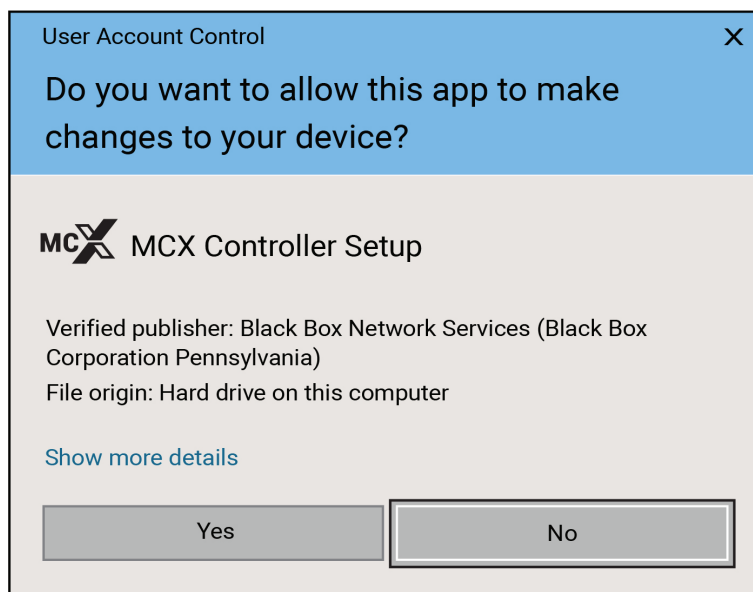 User Account Control X
Do you want to allow this app to make
changes to your device?
MCX MCX Controller Setup
Verified publisher: Black Box Network Services (Black Box
Corporation Pennsylvania)
File origin: Hard drive on this computer
Show more details
Yes No